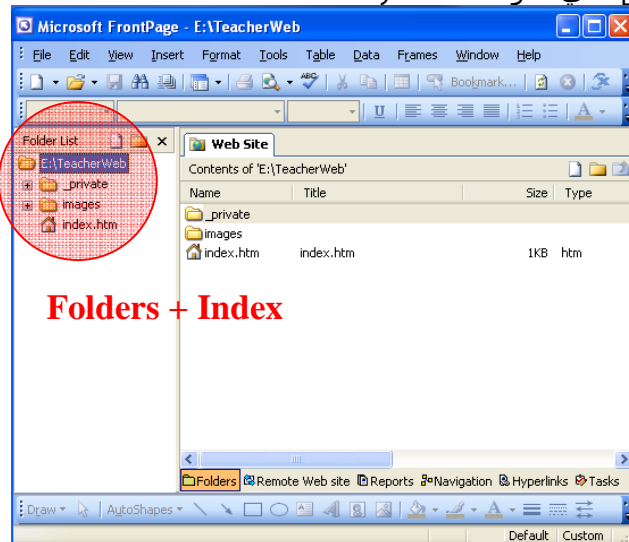 Microsoft FrontPage - E:\TeacherWeb
File Edit View Insert Format Tools Table Data Frames Window Help
Bookmark...
Folder List
Web Site
E:\TeacherWeb
Contents of 'E:\TeacherWeb'
_private
images
index.htm
Name Title Size Type
_private
images
index.htm index.htm 1KB htm
Folders + Index
Folders Remote Web site Reports Navigation Hyperlinks Tasks
Draw AutoShapes
Default Custom